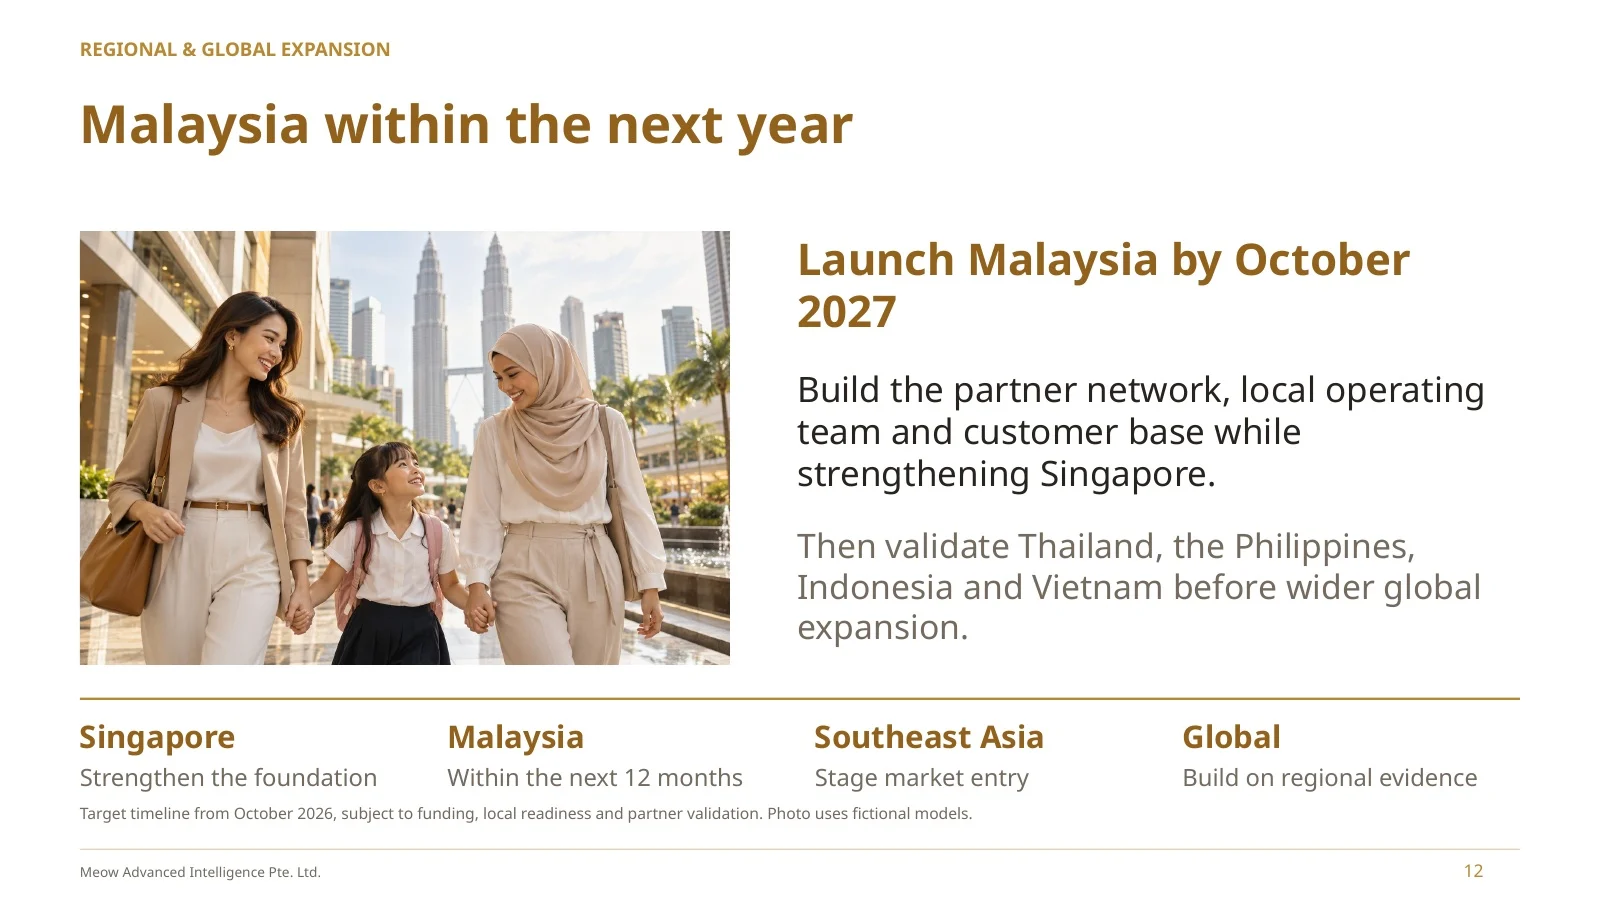 REGIONAL & GLOBAL EXPANSION
Malaysia within the next year
Launch Malaysia by October
2027
Build the partner network, local operating
team and customer base while
strengthening Singapore.
Then validate Thailand, the Philippines,
Indonesia and Vietnam before wider global
expansion.
Singapore
Strengthen the foundation
Malaysia
Within the next 12 months
Southeast Asia
Stage market entry
Global
Build on regional evidence
Target timeline from October 2026, subject to funding, local readiness and partner validation. Photo uses fictional models.
Meow Advanced Intelligence Pte. Ltd.
12